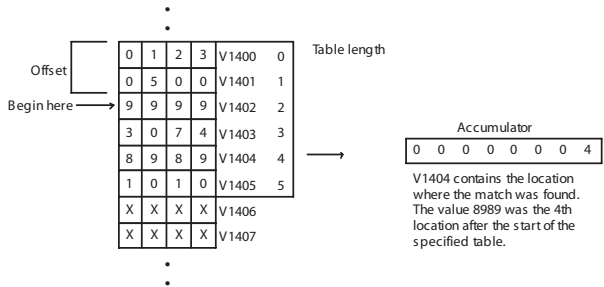 Table length
Offset
0 1 2 3 V1400 0
0 5 0 0 V1401 1
Begin here
9 9 9 9 V1402 2
3 0 7 4 V1403 3
8 9 8 9 V1404 4
1 0 1 0 V1405 5
X X X X V1406
X X X X V1407
Accumulator
0 0 0 0 0 0 0 4
V1404 contains the location
where the match was found.
The value 8989 was the 4th
location after the start of the
specified table.